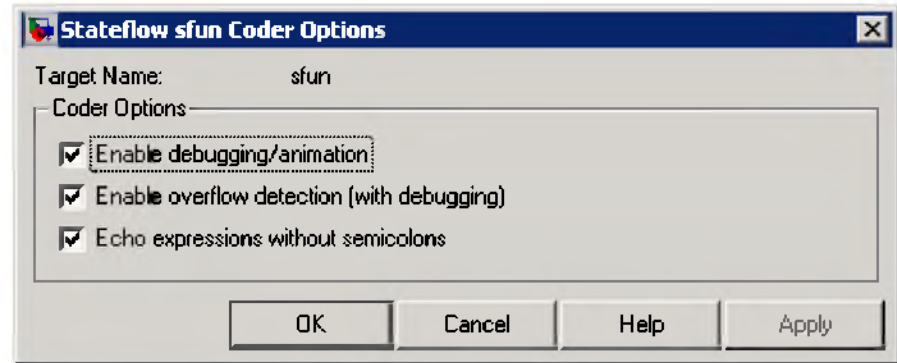 Stateflow sfun Coder Options
Target Name: sfun
Coder Options
Enable debugging/animation
Enable overflow detection (with debugging)
Echo expressions without semicolons
OK Cancel Help Apply